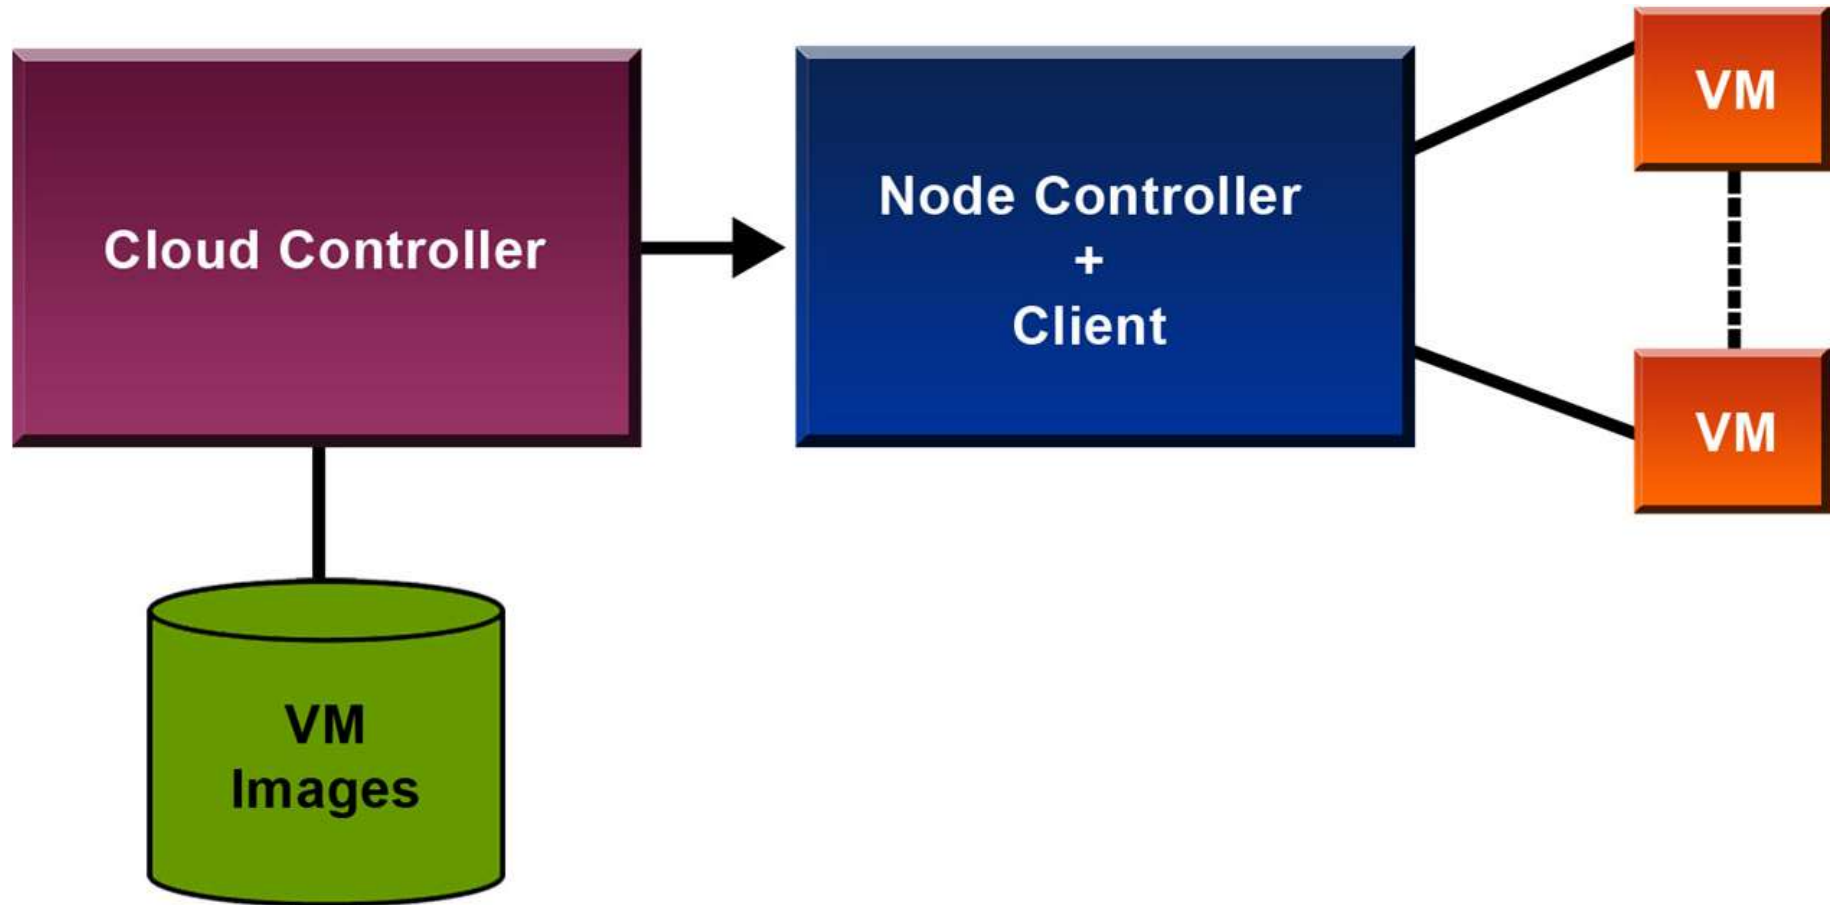 Cloud Controller
Node Controller
+
Client
VM
VM
VM
Images